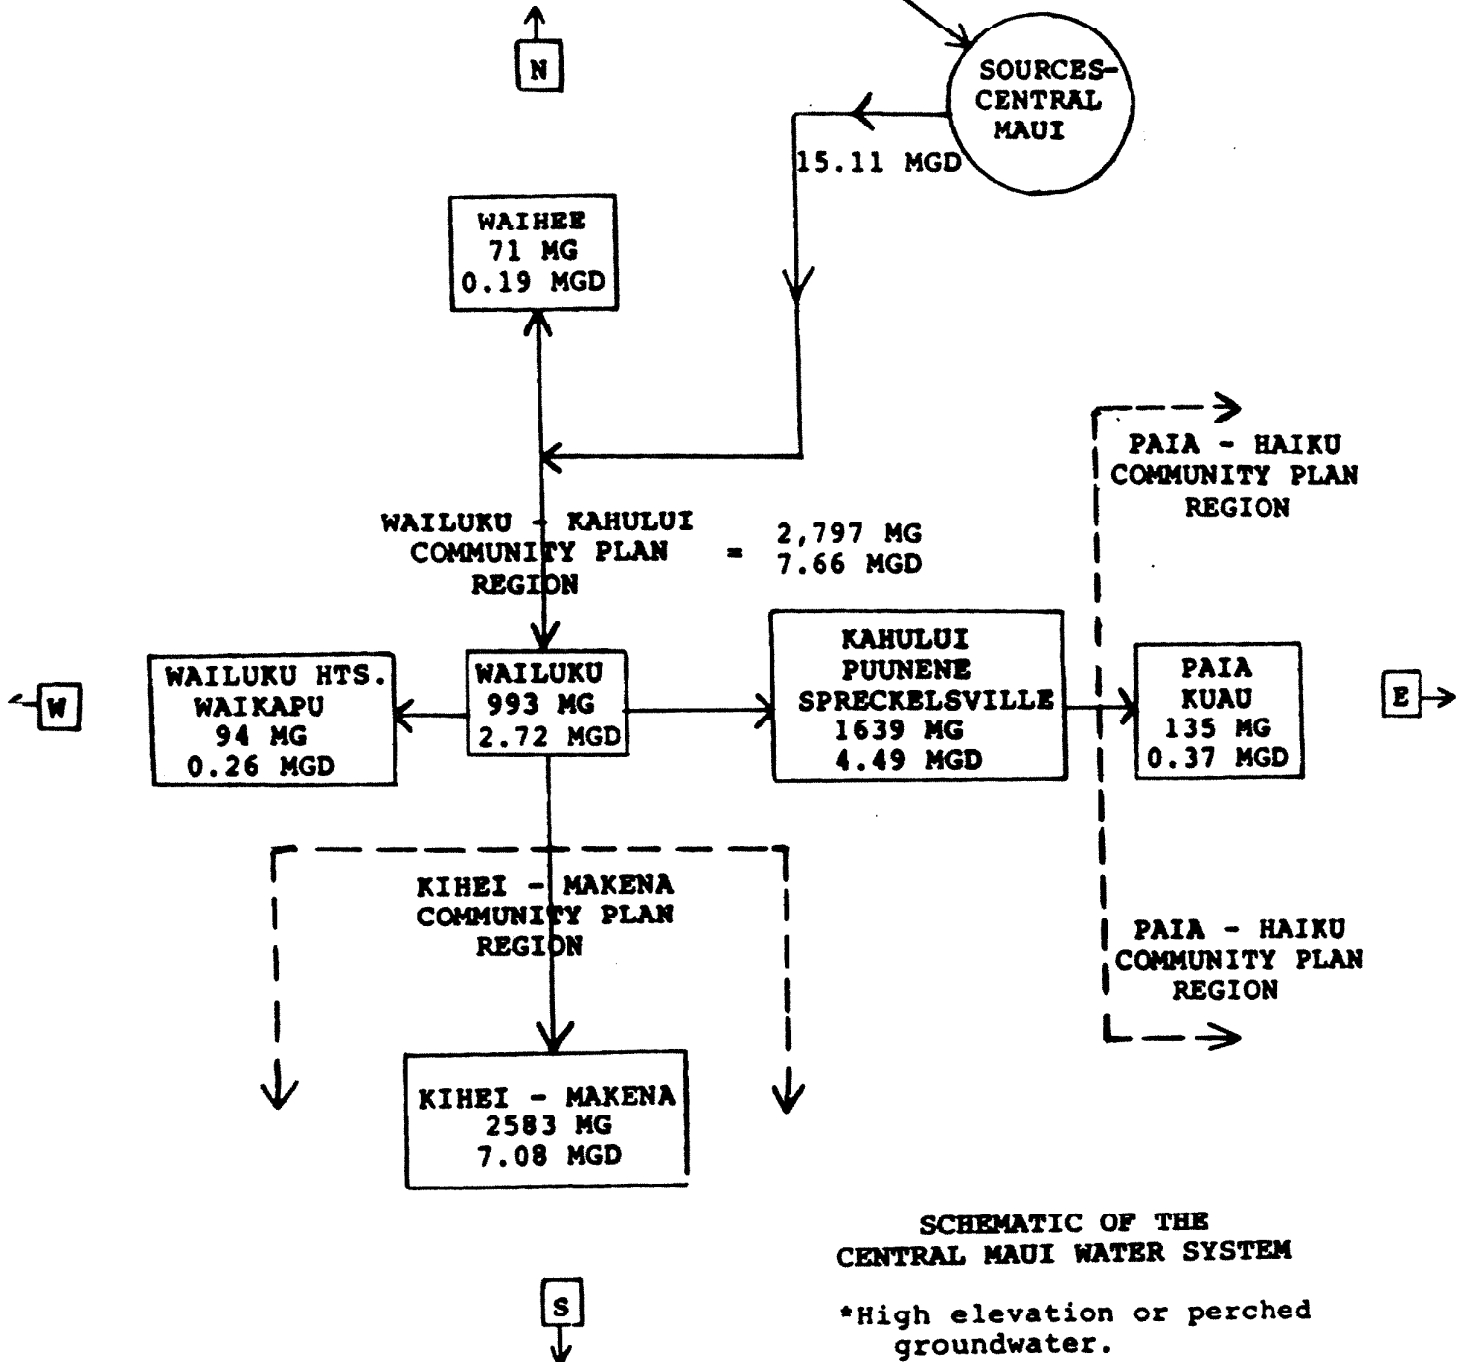 N
SOURCES-
CENTRAL
MAUI
15.11 MGD
WAIHEE
71 MG
0.19 MGD
PAIA - HAIKU
COMMUNITY PLAN
REGION
WAILUKU - KAHULUI
COMMUNITY PLAN
REGION
= 2,797 MG
7.66 MGD
W
WAILUKU HTS.
WAIKAPU
94 MG
0.26 MGD
WAILUKU
993 MG
2.72 MGD
KAHULUI
PUUNENE
SPRECKELSVILLE
1639 MG
4.49 MGD
PAIA
KUAU
135 MG
0.37 MGD
E
KIHEI - MAKENA
COMMUNITY PLAN
REGION
PAIA - HAIKU
COMMUNITY PLAN
REGION
KIHEI - MAKENA
2583 MG
7.08 MGD
SCHEMATIC OF THE
CENTRAL MAUI WATER SYSTEM
S
*High elevation or perched
groundwater.